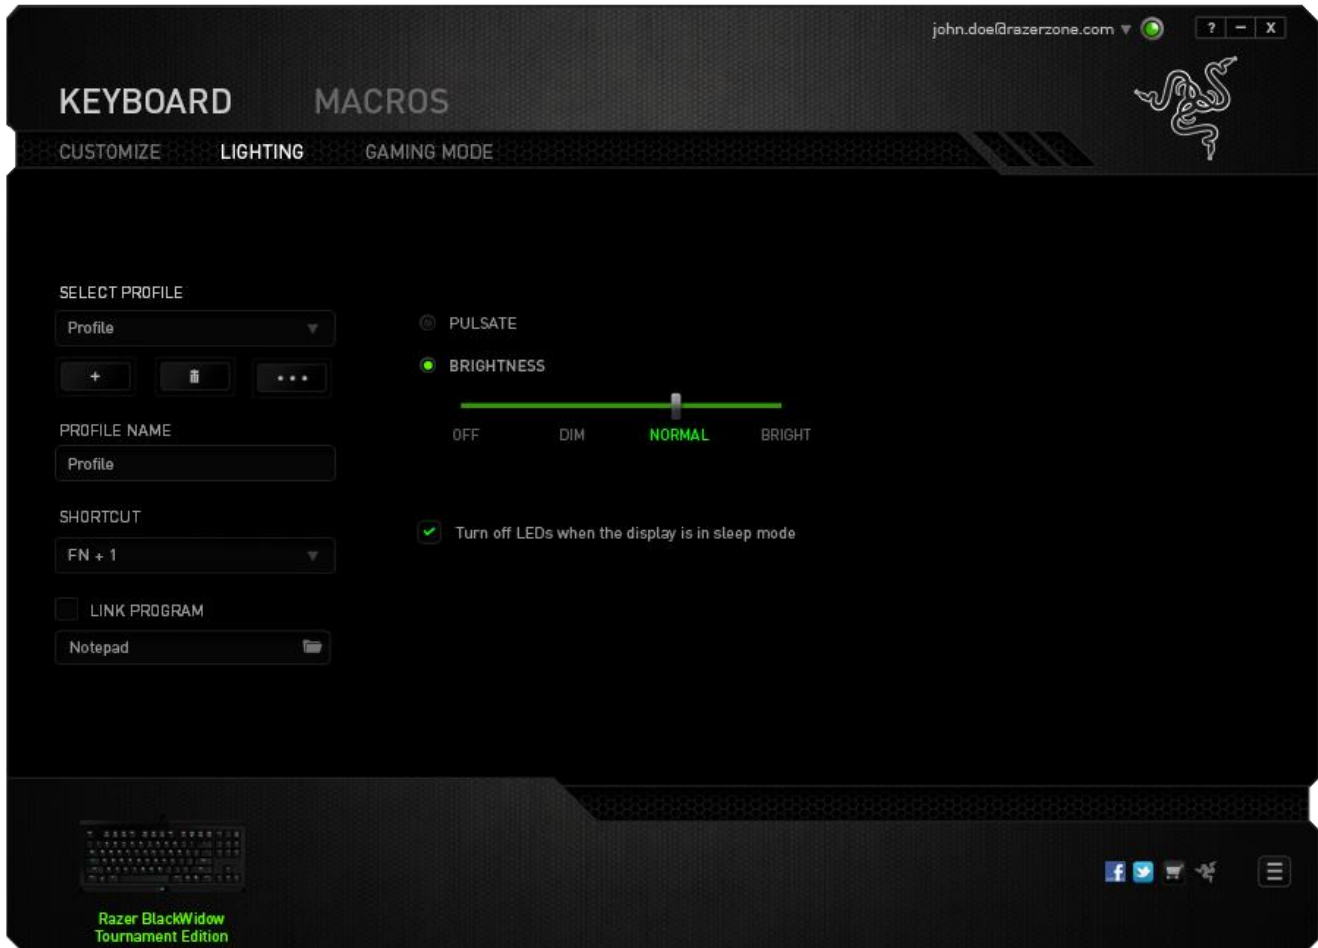 john.doe@razerzone.com
? – X
KEYBOARD MACROS
CUSTOMIZE LIGHTING GAMING MODE
SELECT PROFILE
Profile
+ •••
PROFILE NAME
Profile
SHORTCUT
FN + 1
LINK PROGRAM
Notepad
PULSATE
BRIGHTNESS
OFF DIM NORMAL BRIGHT
Turn off LEDs when the display is in sleep mode
Razer BlackWidow
Tournament Edition